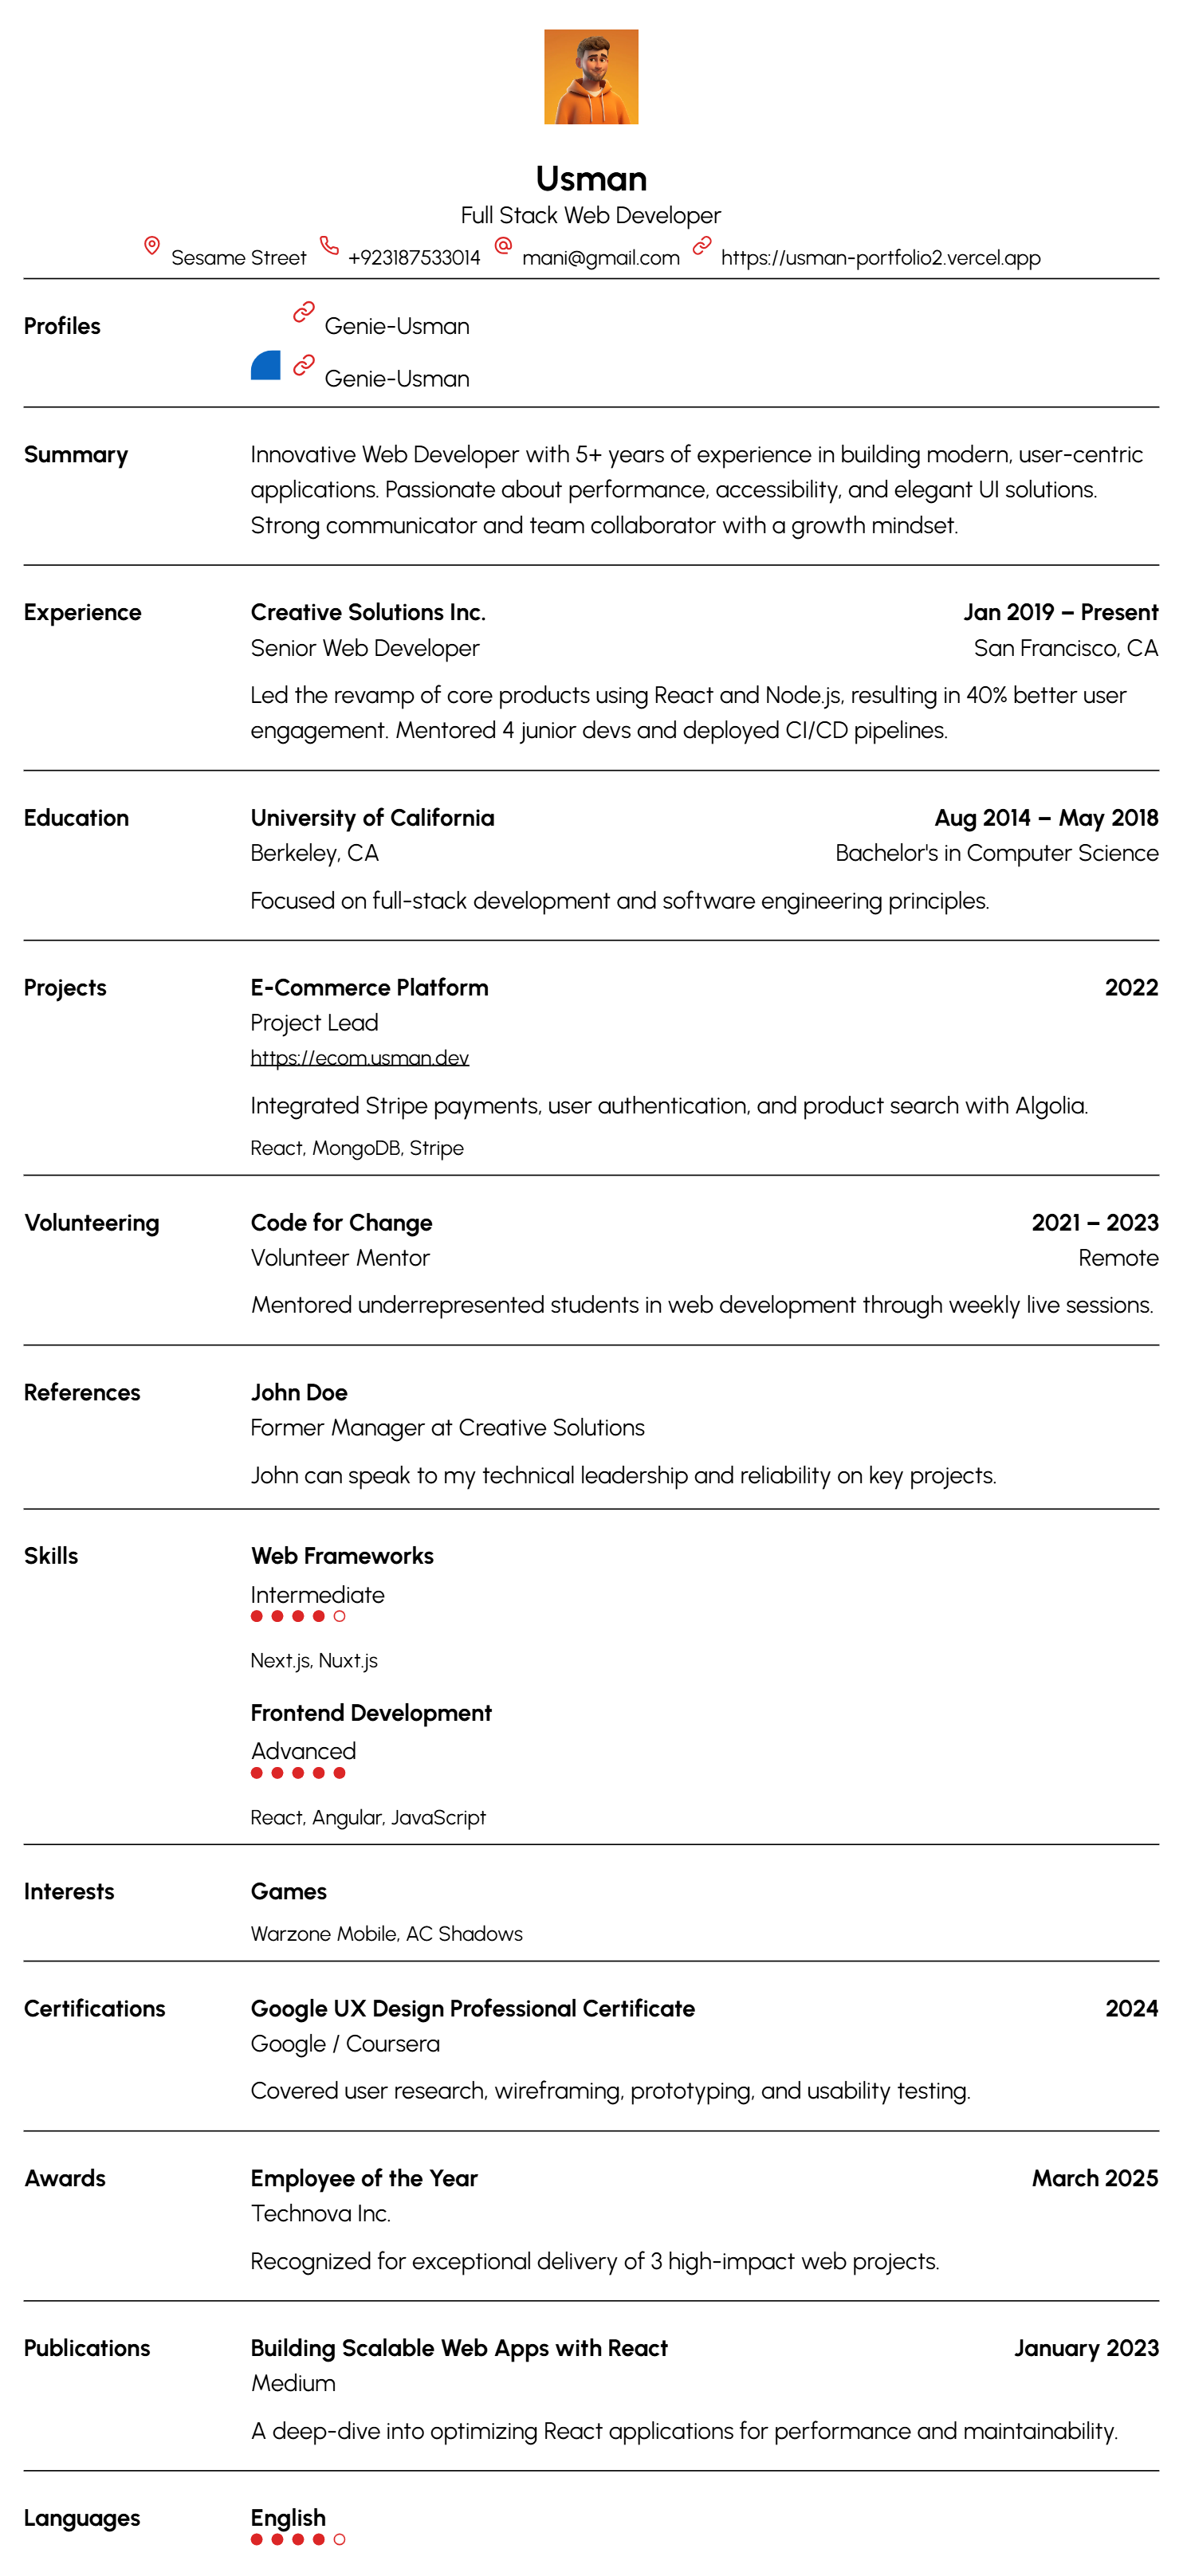 Usman
Full Stack Web Developer
Sesame Street +923187533014 mani@gmail.com https://usman-portfolio2.vercel.app
Profiles
Genie-Usman
Genie-Usman
Summary
Innovative Web Developer with 5+ years of experience in building modern, user-centric
applications. Passionate about performance, accessibility, and elegant UI solutions.
Strong communicator and team collaborator with a growth mindset.
Experience
Creative Solutions Inc. Jan 2019 – Present
Senior Web Developer San Francisco, CA
Led the revamp of core products using React and Node.js, resulting in 40% better user
engagement. Mentored 4 junior devs and deployed CI/CD pipelines.
Education
University of California Aug 2014 – May 2018
Berkeley, CA Bachelor's in Computer Science
Focused on full-stack development and software engineering principles.
Projects
E-Commerce Platform 2022
Project Lead
https://ecom.usman.dev
Integrated Stripe payments, user authentication, and product search with Algolia.
React, MongoDB, Stripe
Volunteering
Code for Change 2021 – 2023
Volunteer Mentor Remote
Mentored underrepresented students in web development through weekly live sessions.
References
John Doe
Former Manager at Creative Solutions
John can speak to my technical leadership and reliability on key projects.
Skills
Web Frameworks
Intermediate
Next.js, Nuxt.js
Frontend Development
Advanced
React, Angular, JavaScript
Interests
Games
Warzone Mobile, AC Shadows
Certifications
Google UX Design Professional Certificate 2024
Google / Coursera
Covered user research, wireframing, prototyping, and usability testing.
Awards
Employee of the Year March 2025
Technova Inc.
Recognized for exceptional delivery of 3 high-impact web projects.
Publications
Building Scalable Web Apps with React January 2023
Medium
A deep-dive into optimizing React applications for performance and maintainability.
Languages
English